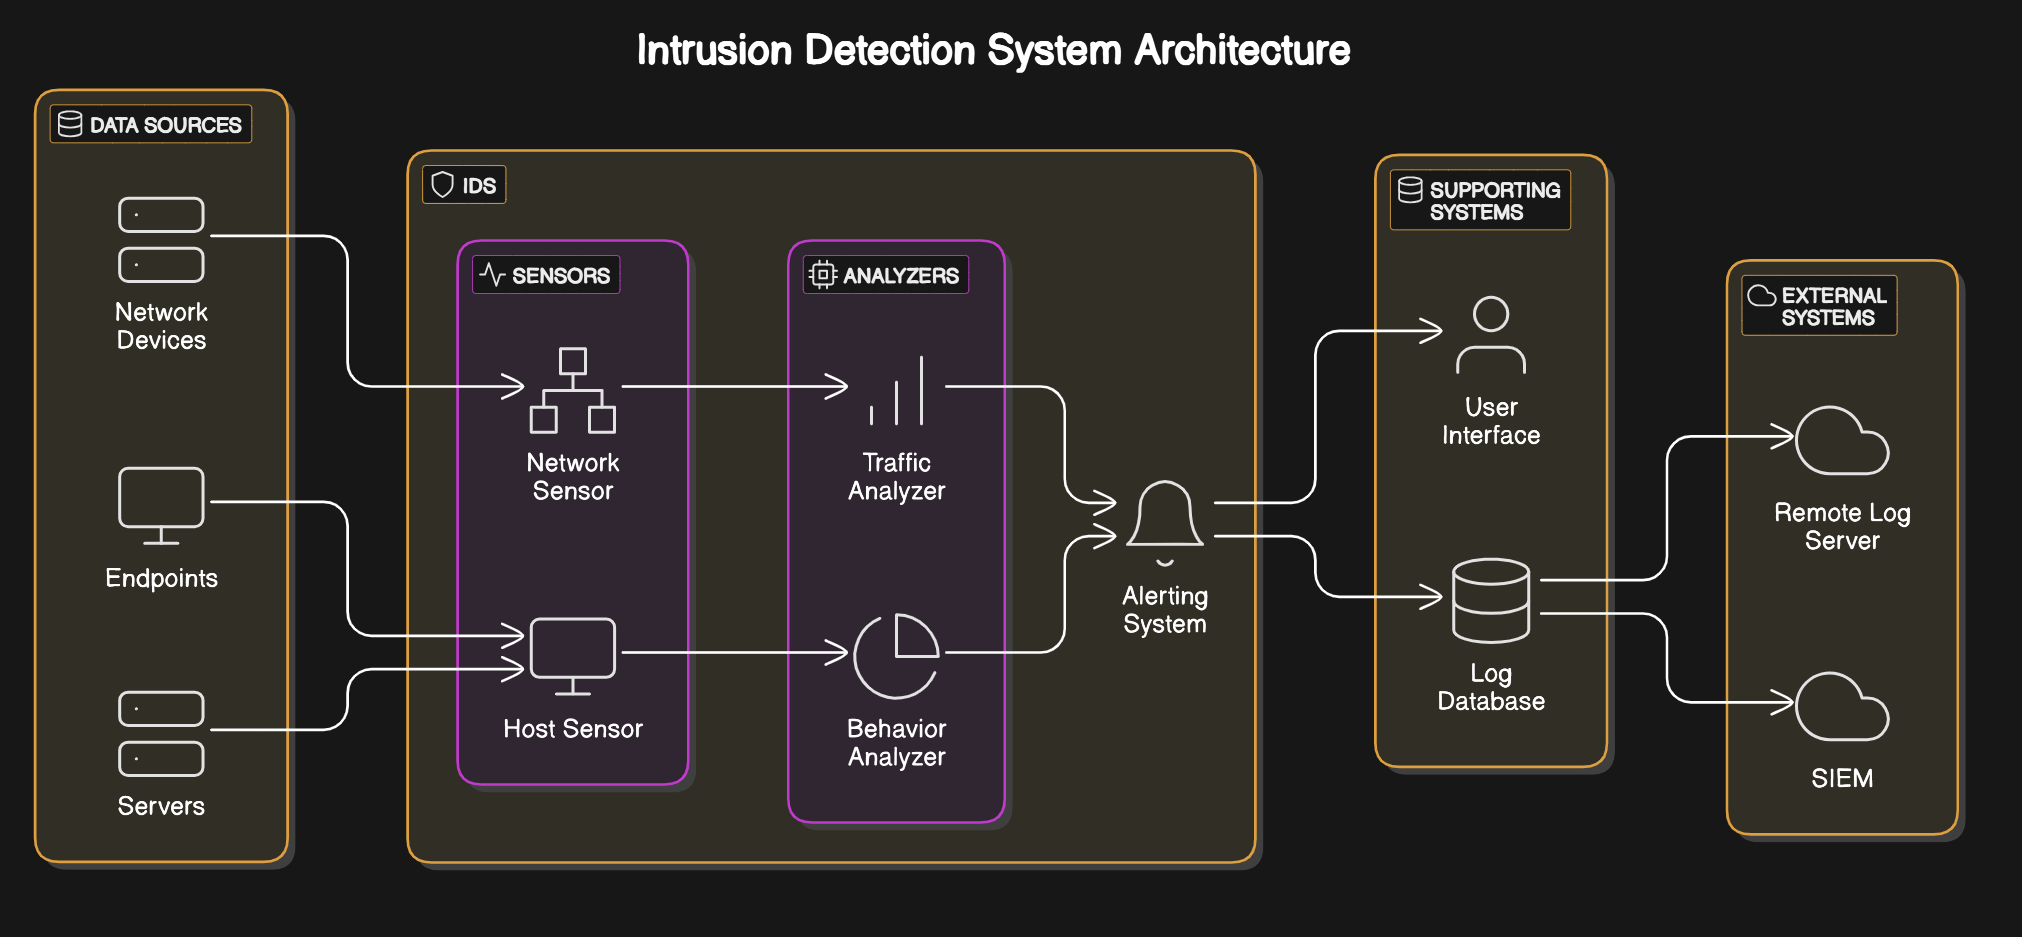 Intrusion Detection System Architecture
DATA SOURCES
Network
Devices
Endpoints
Servers
IDS
SENSORS
Network
Sensor
Host Sensor
ANALYZERS
Traffic
Analyzer
Behavior
Analyzer
Alerting
System
SUPPORTING
SYSTEMS
User
Interface
Log
Database
EXTERNAL
SYSTEMS
Remote Log
Server
SIEM